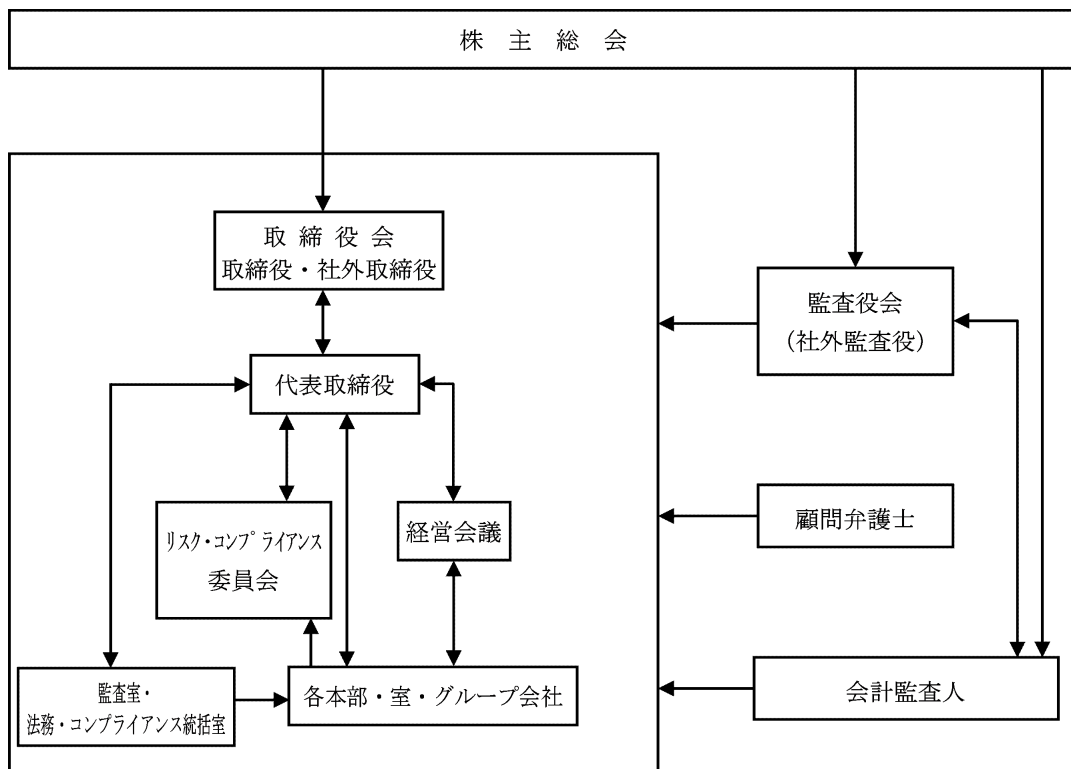 株 主 総 会
取 締 役 会
取締役・社外取締役
監査役会
（社外監査役）
代表取締役
リスク・コンプライアンス
委員会
経営会議
顧問弁護士
監査室・
法務・コンプライアンス統括室
各本部・室・グループ会社
会計監査人